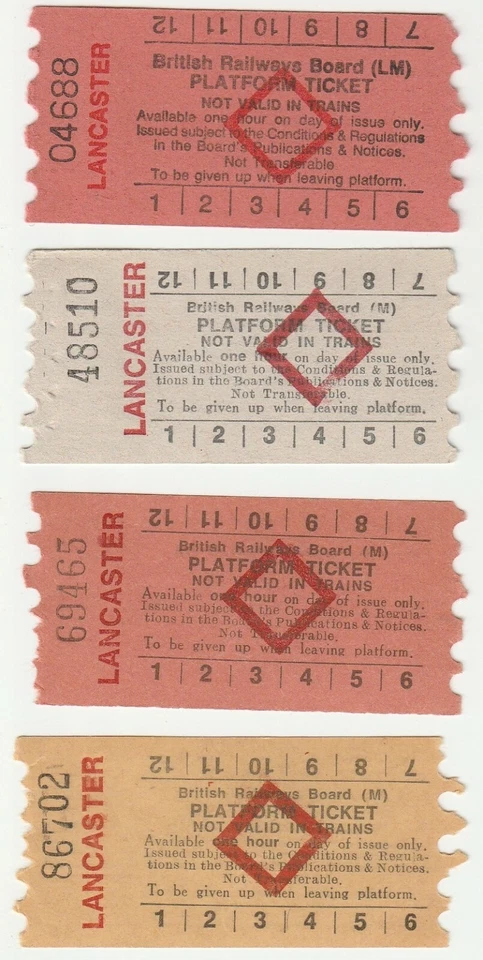 04688
LANCASTER
12 11 10 9 8 7
British Railways Board (LM)
PLATFORM TICKET
NOT VALID IN TRAINS
Available one hour on day of issue only.
Issued subject to the Conditions & Regulations
in the Board's Publications & Notices.
Not Transferable
To be given up when leaving platform.
1 2 3 4 5 6
48510
LANCASTER
12 11 10 9 8 7
British Railways Board (M)
PLATFORM TICKET
NOT VALID IN TRAINS
Available one hour on day of issue only.
Issued subject to the Conditions & Regula-
tions in the Board's Publications & Notices.
Not Transferable.
To be given up when leaving platform.
1 2 3 4 5 6
69465
LANCASTER
12 11 10 9 8 7
British Railways Board (M)
PLATFORM TICKET
NOT VALID IN TRAINS
Available one hour on day of issue only.
Issued subject to the Conditions & Regula-
tions in the Board's Publications & Notices.
Not Transferable.
To be given up when leaving platform.
1 2 3 4 5 6
86702
LANCASTER
12 11 10 9 8 7
British Railways Board (M)
PLATFORM TICKET
NOT VALID IN TRAINS
Available one hour on day of issue only.
Issued subject to the Conditions & Regula-
tions in the Board's Publications & Notices.
Not Transferable.
To be given up when leaving platform.
1 2 3 4 5 6